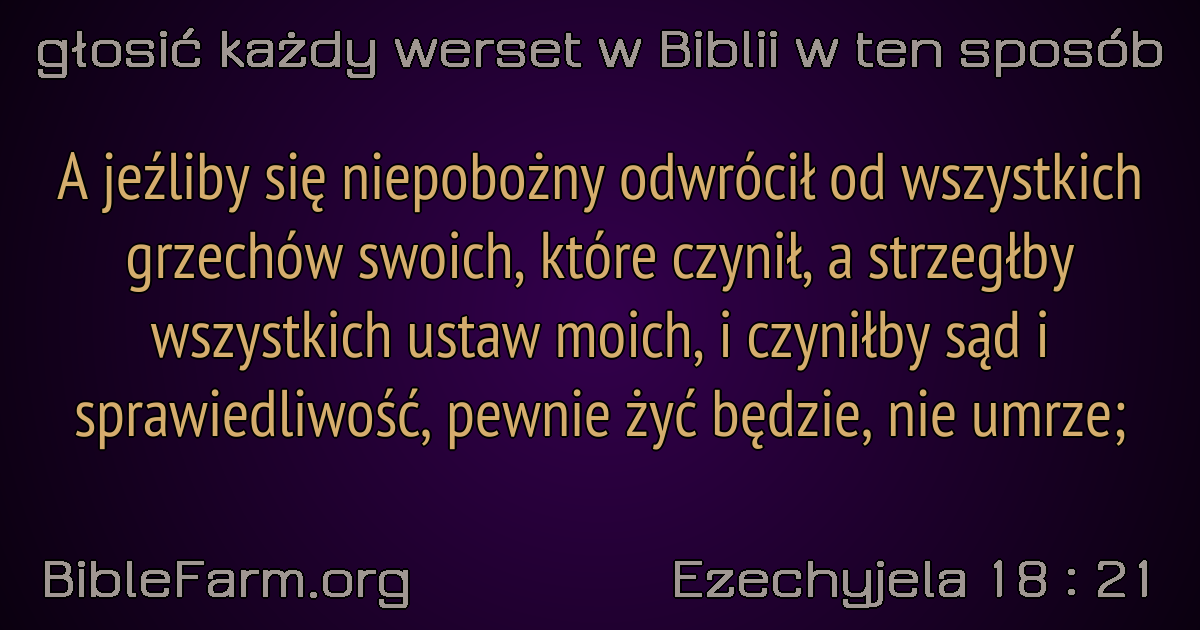 głosić każdy werset w Biblii w ten sposób
A jeźliby się niepobożny odwrócił od wszystkich
grzechów swoich, które czynił, a strzegłby
wszystkich ustaw moich, i czyniłby sąd i
sprawiedliwość, pewnie żyć będzie, nie umrze;
BibleFarm.org
Ezechyjela 18 : 21